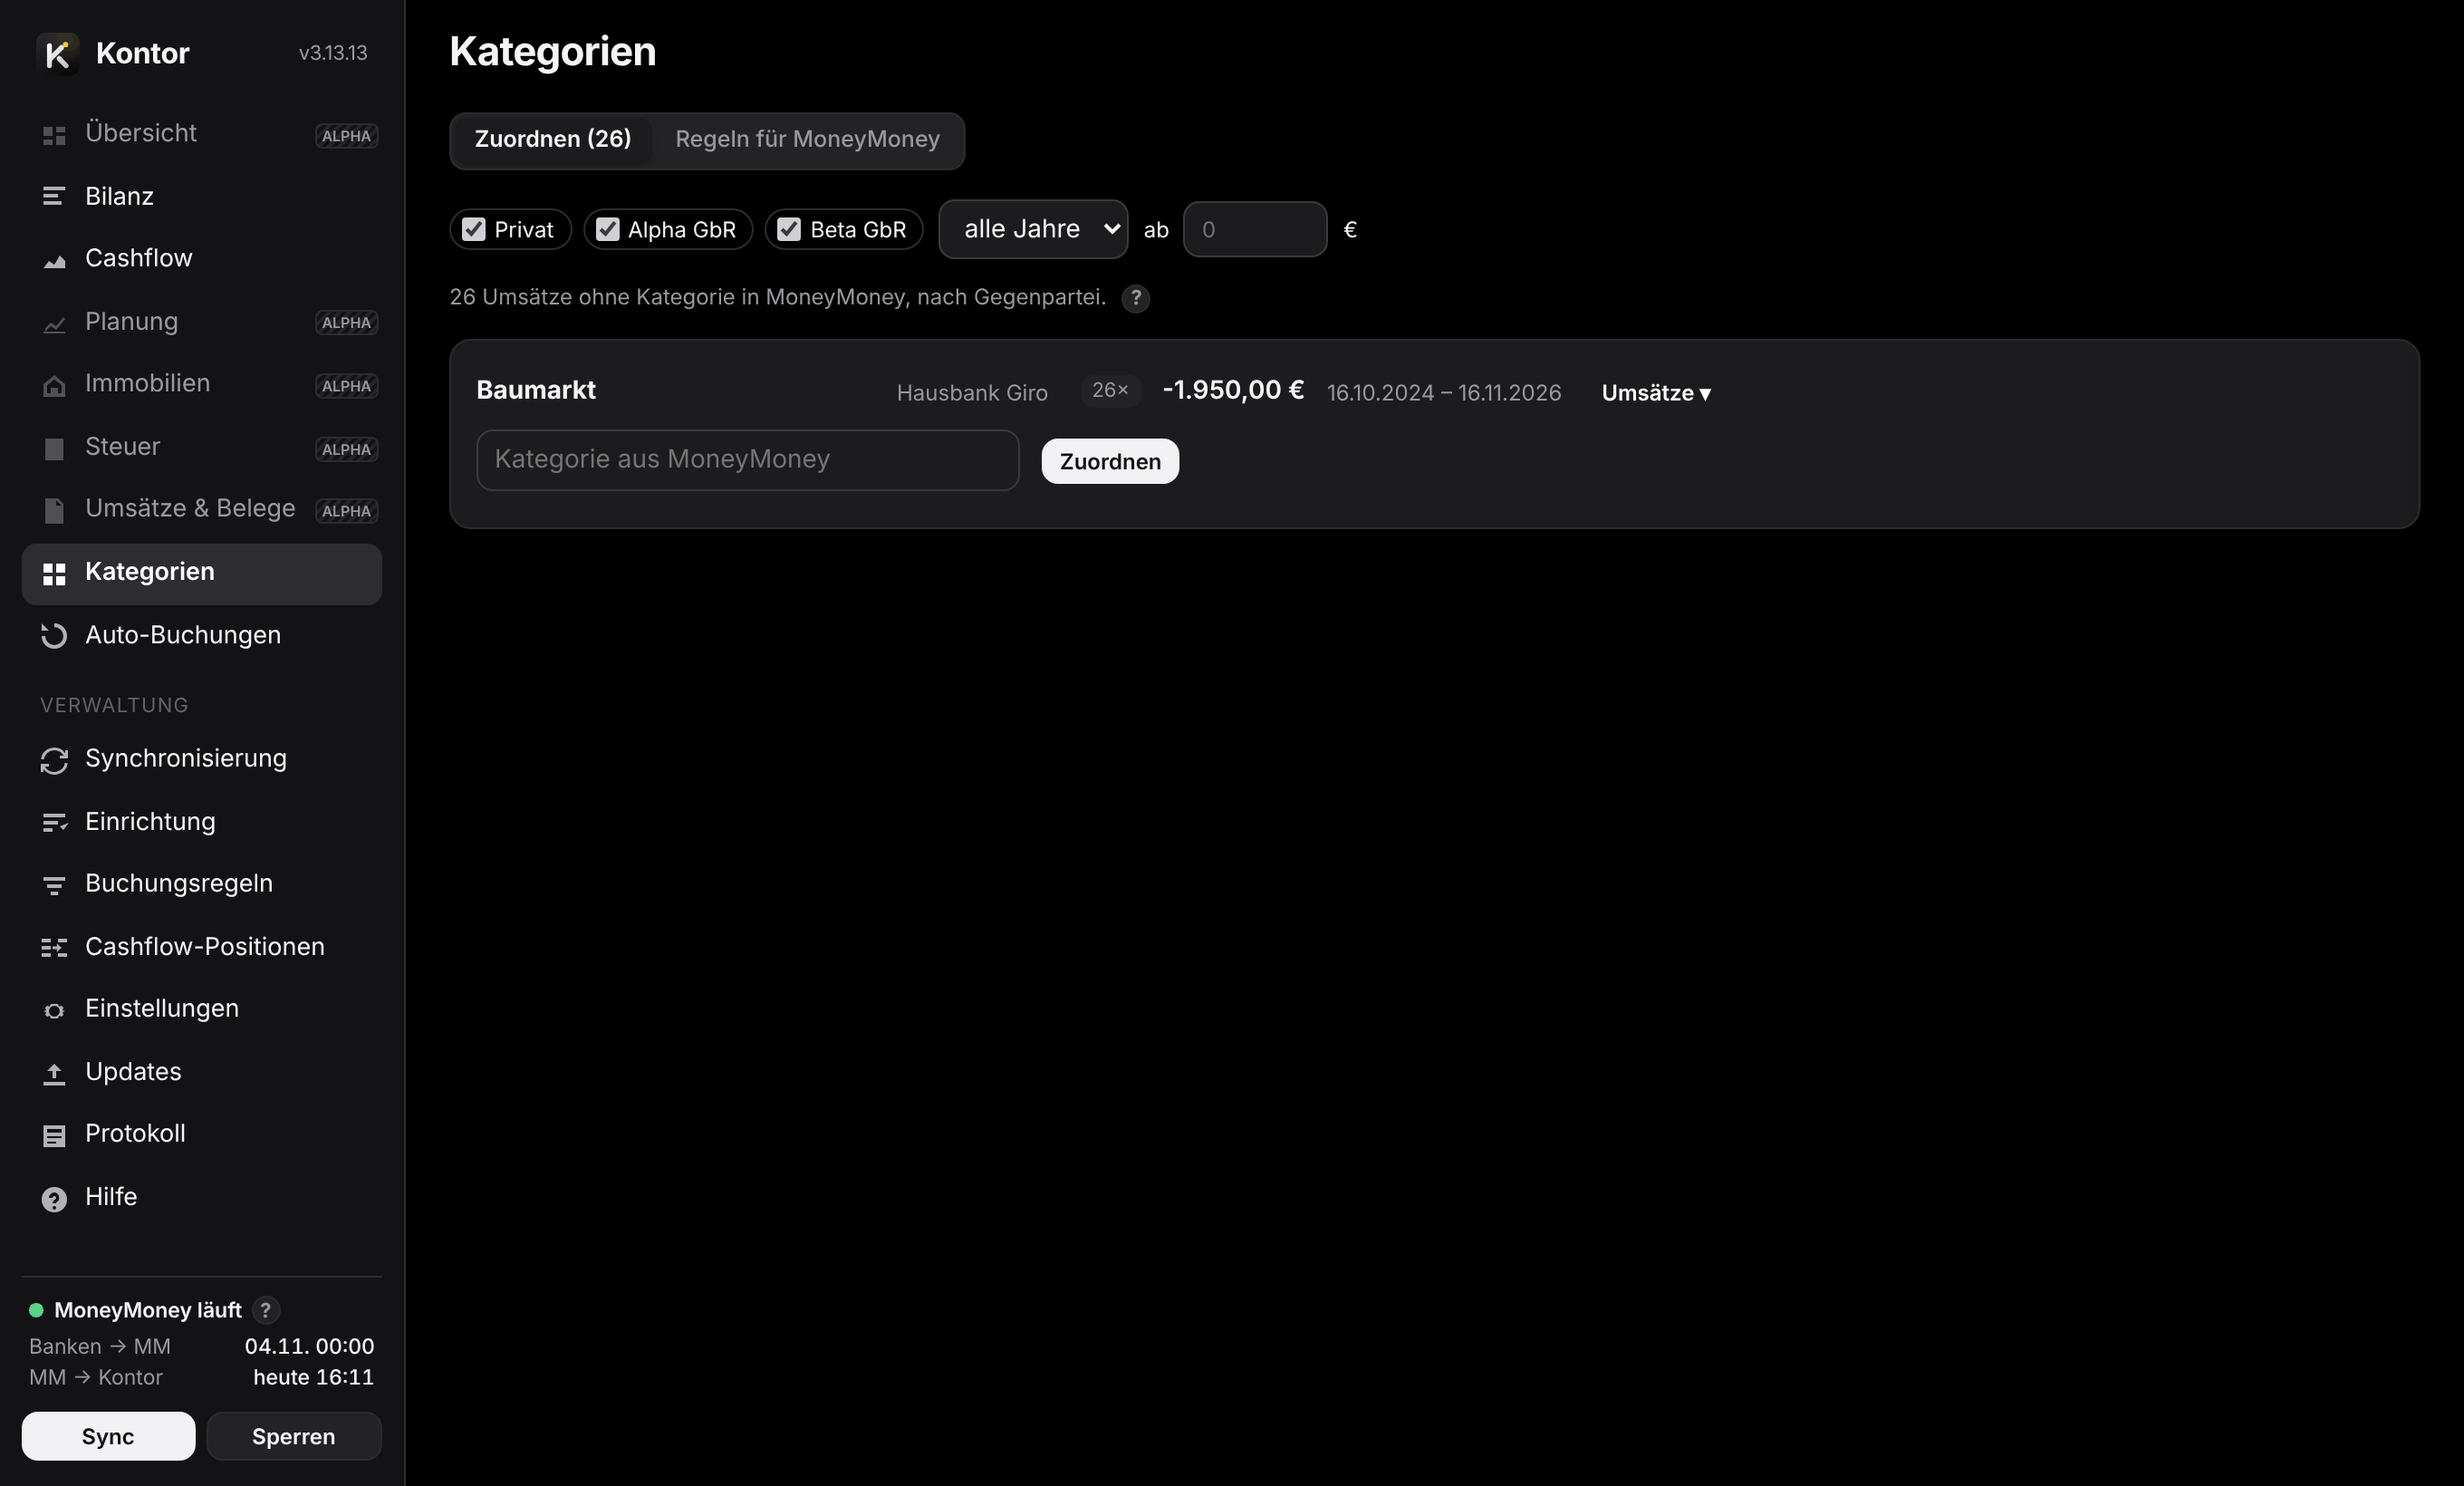 Kontor v3.13.13
Übersicht ALPHA
Bilanz
Cashflow
Planung ALPHA
Immobilien ALPHA
Steuer ALPHA
Umsätze & Belege ALPHA
Kategorien
Auto-Buchungen
VERWALTUNG
Synchronisierung
Einrichtung
Buchungsregeln
Cashflow-Positionen
Einstellungen
Updates
Protokoll
Hilfe
MoneyMoney läuft ?
Banken → MM 04.11. 00:00
MM → Kontor heute 16:11
Sync Sperren
Kategorien
Zuordnen (26) Regeln für MoneyMoney
Privat Alpha GbR Beta GbR alle Jahre ab 0 €
26 Umsätze ohne Kategorie in MoneyMoney, nach Gegenpartei. ?
Baumarkt Hausbank Giro 26× -1.950,00 € 16.10.2024 – 16.11.2026 Umsätze ▾
Kategorie aus MoneyMoney Zuordnen